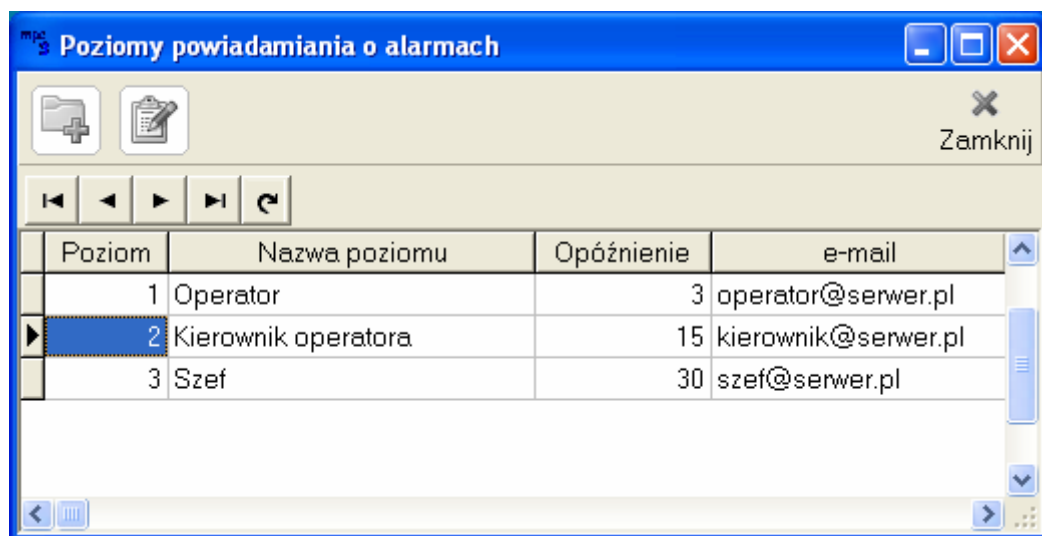 mpc s Poziomy powiadamiania o alarmach
Zamknij
Poziom Nazwa poziomu Opóźnienie e-mail
1 Operator 3 operator@serwer.pl
2 Kierownik operatora 15 kierownik@serwer.pl
3 Szef 30 szef@serwer.pl